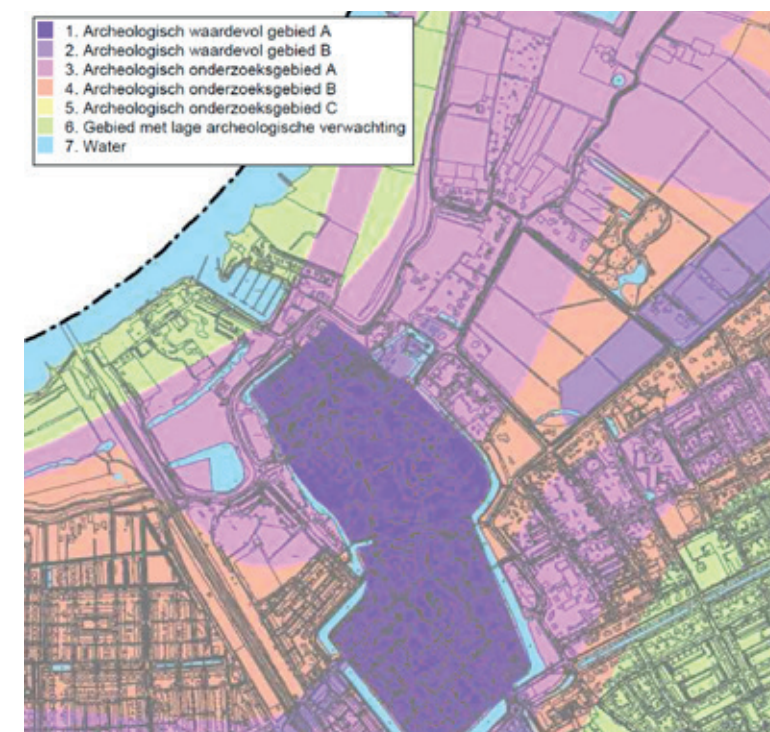 1. Archeologisch waardevol gebied A
2. Archeologisch waardevol gebied B
3. Archeologisch onderzoeksgebied A
4. Archeologisch onderzoeksgebied B
5. Archeologisch onderzoeksgebied C
6. Gebied met lage archeologische verwachting
7. Water